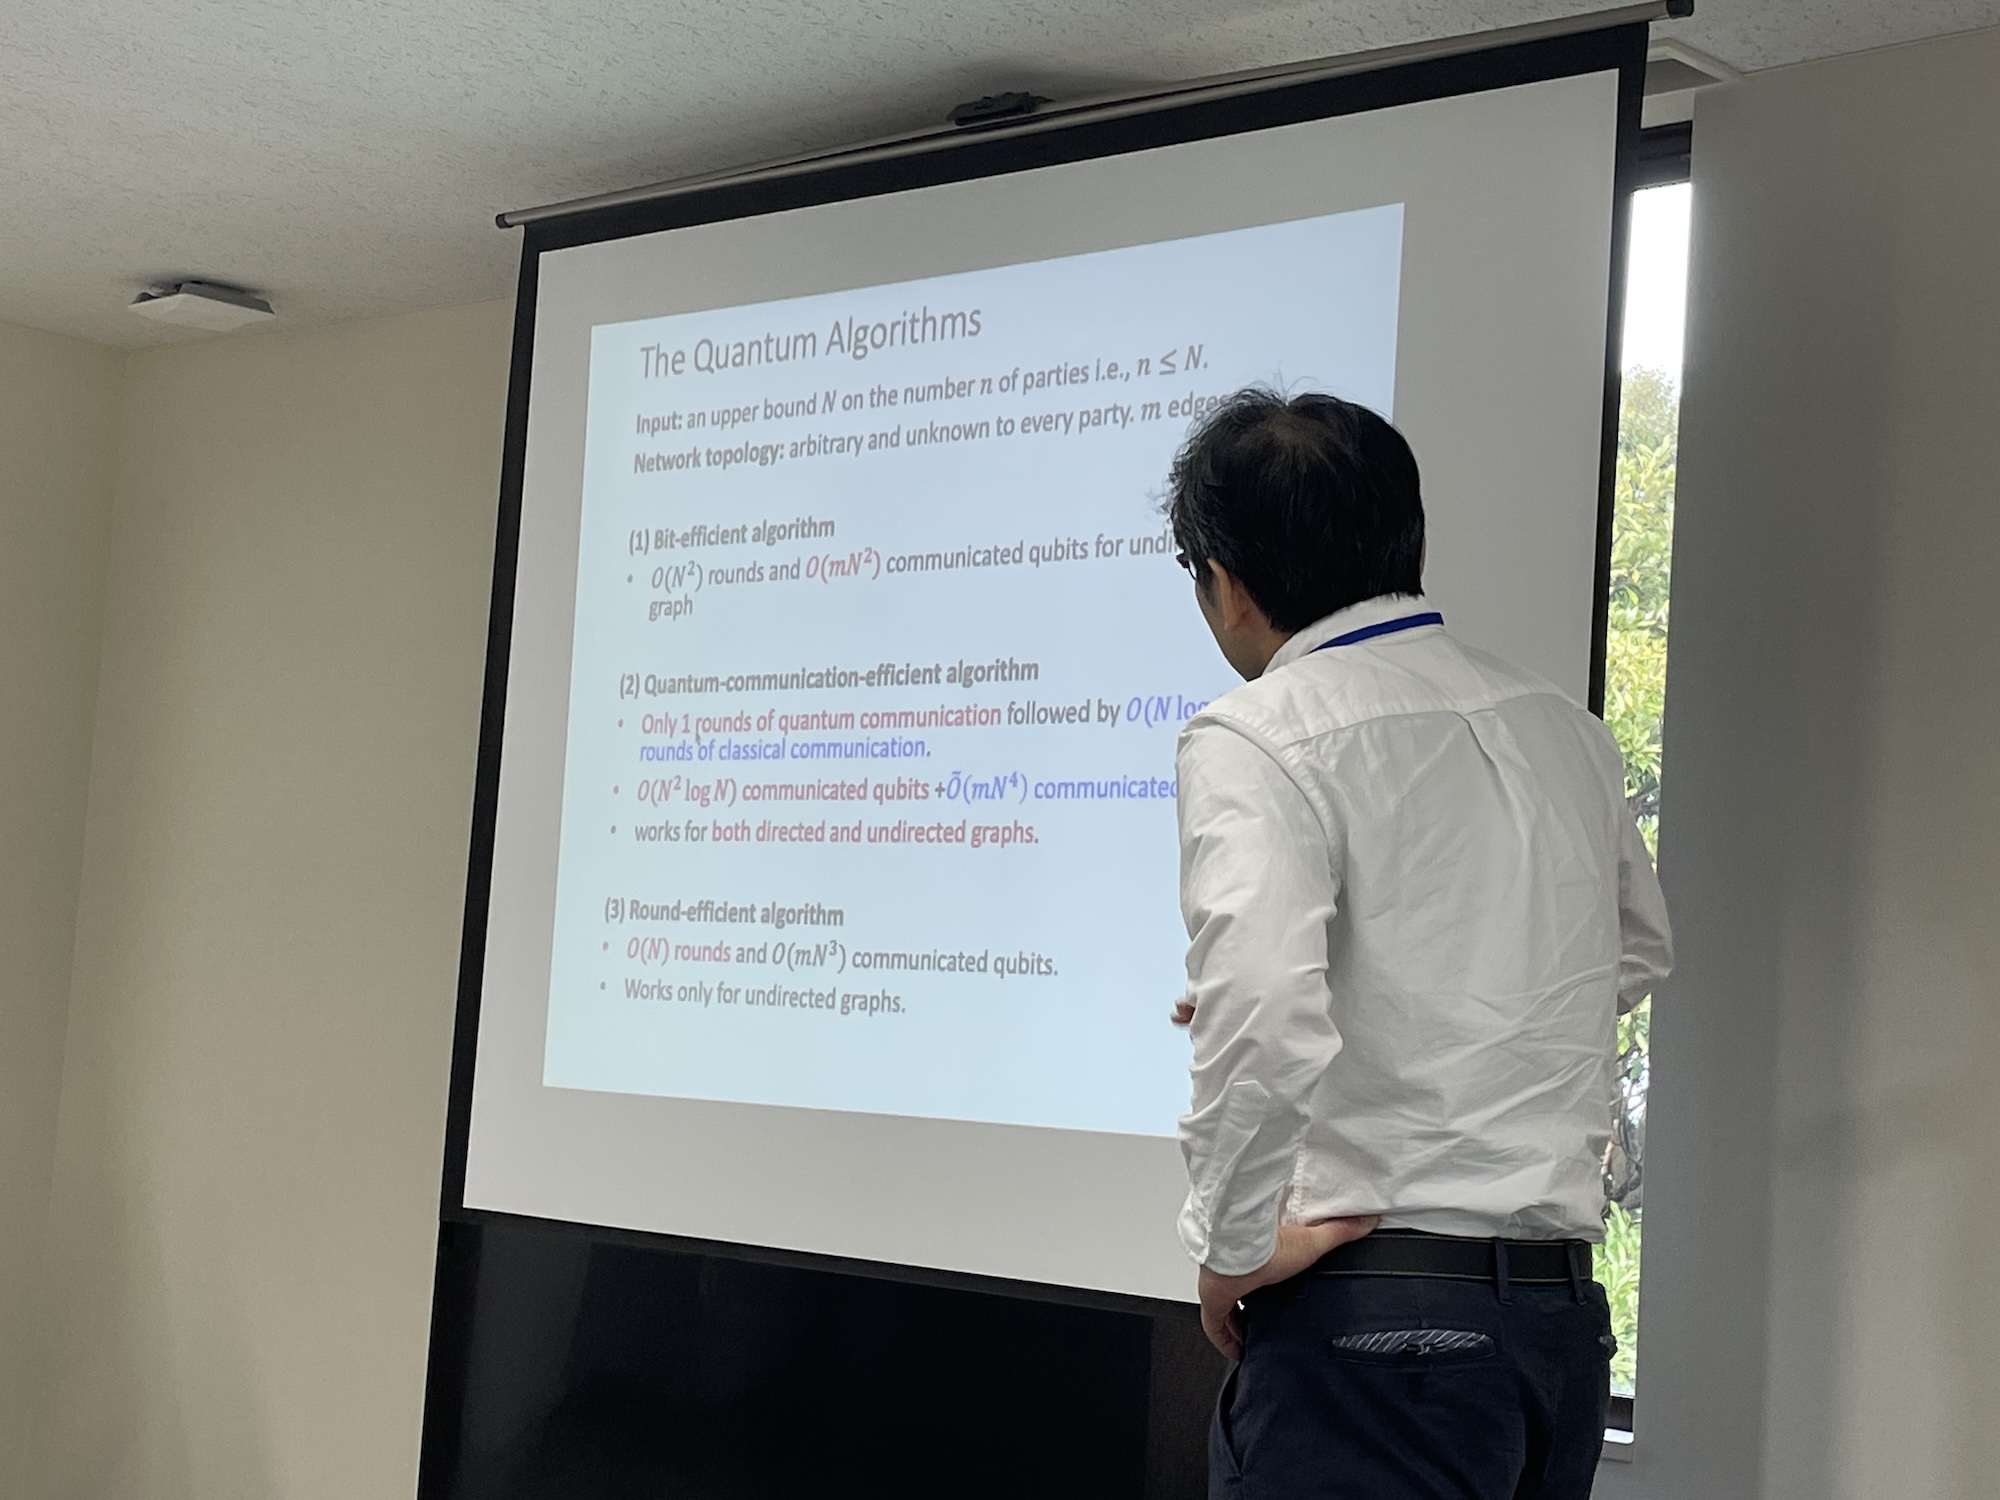 The Quantum Algorithms
Input: an upper bound N on the number n of parties i.e., n ≤ N.
Network topology: arbitrary and unknown to every party. m edges
(1) Bit-efficient algorithm
• O(N²) rounds and O(mN²) communicated qubits for
graph
(2) Quantum-communication-efficient algorithm
• Only 1 rounds of quantum communication followed by O(N log
rounds of classical communication.
• O(N² log N) communicated qubits +Õ(mN⁴) communicated
• works for both directed and undirected graphs.
(3) Round-efficient algorithm
• O(N) rounds and O(mN³) communicated qubits.
• Works only for undirected graphs.